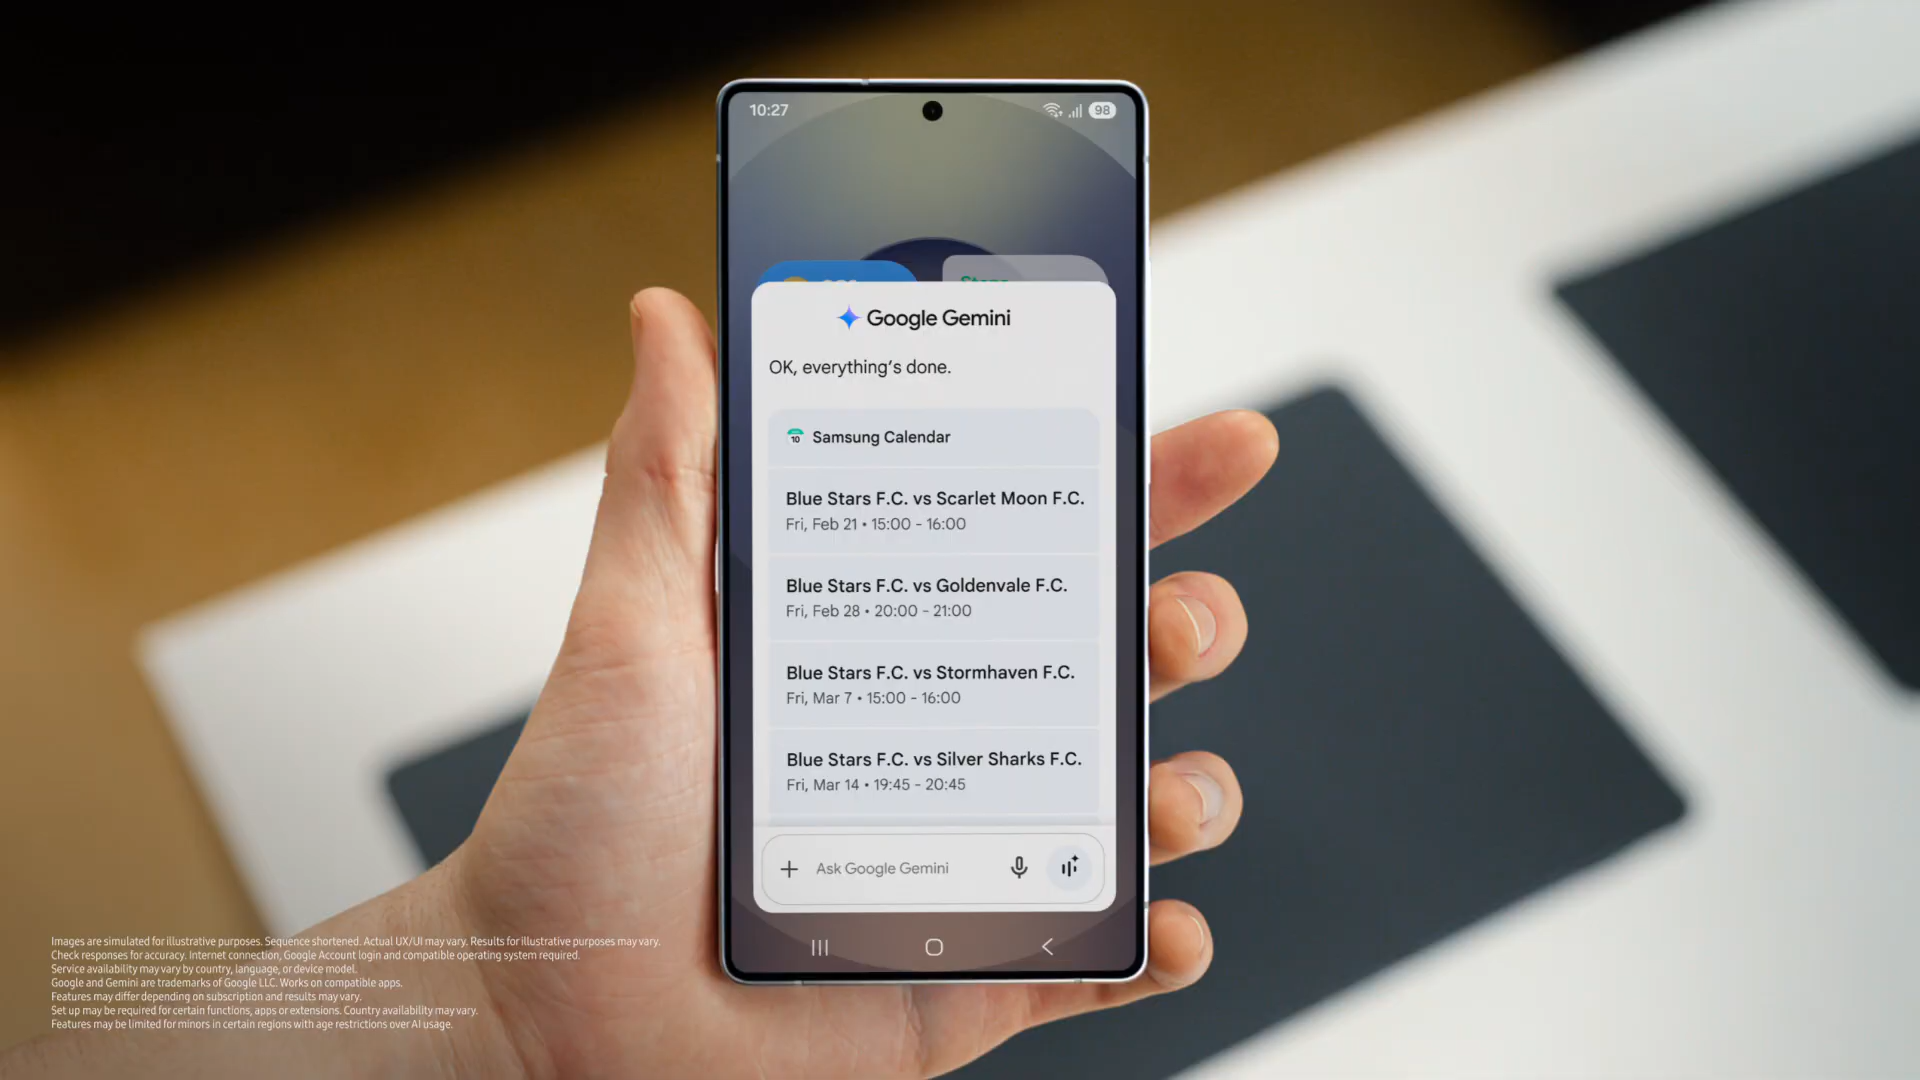 10:27
98
Google Gemini
OK, everything's done.
10
Samsung Calendar
Blue Stars F.C. vs Scarlet Moon F.C.
Fri, Feb 21 • 15:00 - 16:00
Blue Stars F.C. vs Goldenvale F.C.
Fri, Feb 28 • 20:00 - 21:00
Blue Stars F.C. vs Stormhaven F.C.
Fri, Mar 7 • 15:00 - 16:00
Blue Stars F.C. vs Silver Sharks F.C.
Fri, Mar 14 • 19:45 - 20:45
Ask Google Gemini
Images are simulated for illustrative purposes. Sequence shortened. Actual UX/UI may vary. Results for illustrative purposes may vary.
Check responses for accuracy. Internet connection, Google Account login and compatible operating system required.
Service availability may vary by country, language, or device model.
Google and Gemini are trademarks of Google LLC. Works on compatible apps.
Features may differ depending on subscription and results may vary.
Set up may be required for certain functions, apps or extensions. Country availability may vary.
Features may be limited for minors in certain regions with age restrictions over AI usage.